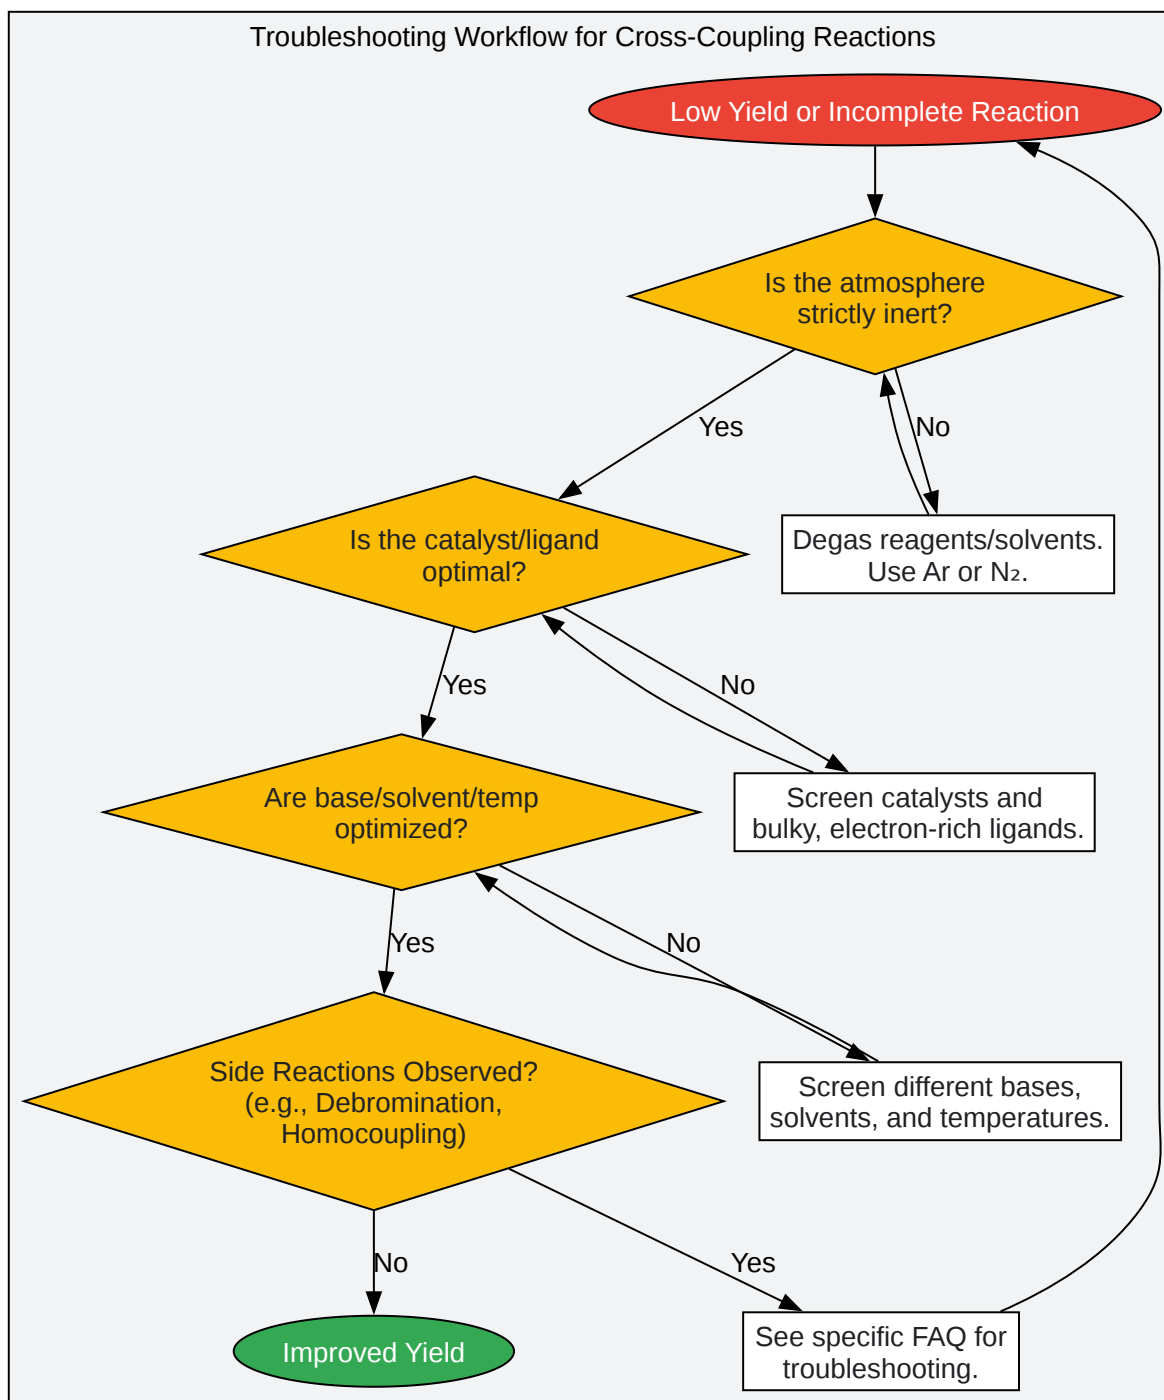 Troubleshooting Workflow for Cross-Coupling Reactions
Low Yield or Incomplete Reaction
Is the atmosphere
strictly inert?
Yes
No
Degas reagents/solvents.
Use Ar or N₂.
Is the catalyst/ligand
optimal?
Yes
No
Screen catalysts and
bulky, electron-rich ligands.
Are base/solvent/temp
optimized?
Yes
No
Screen different bases,
solvents, and temperatures.
Side Reactions Observed?
(e.g., Debromination,
Homocoupling)
No
Yes
Improved Yield
See specific FAQ for
troubleshooting.